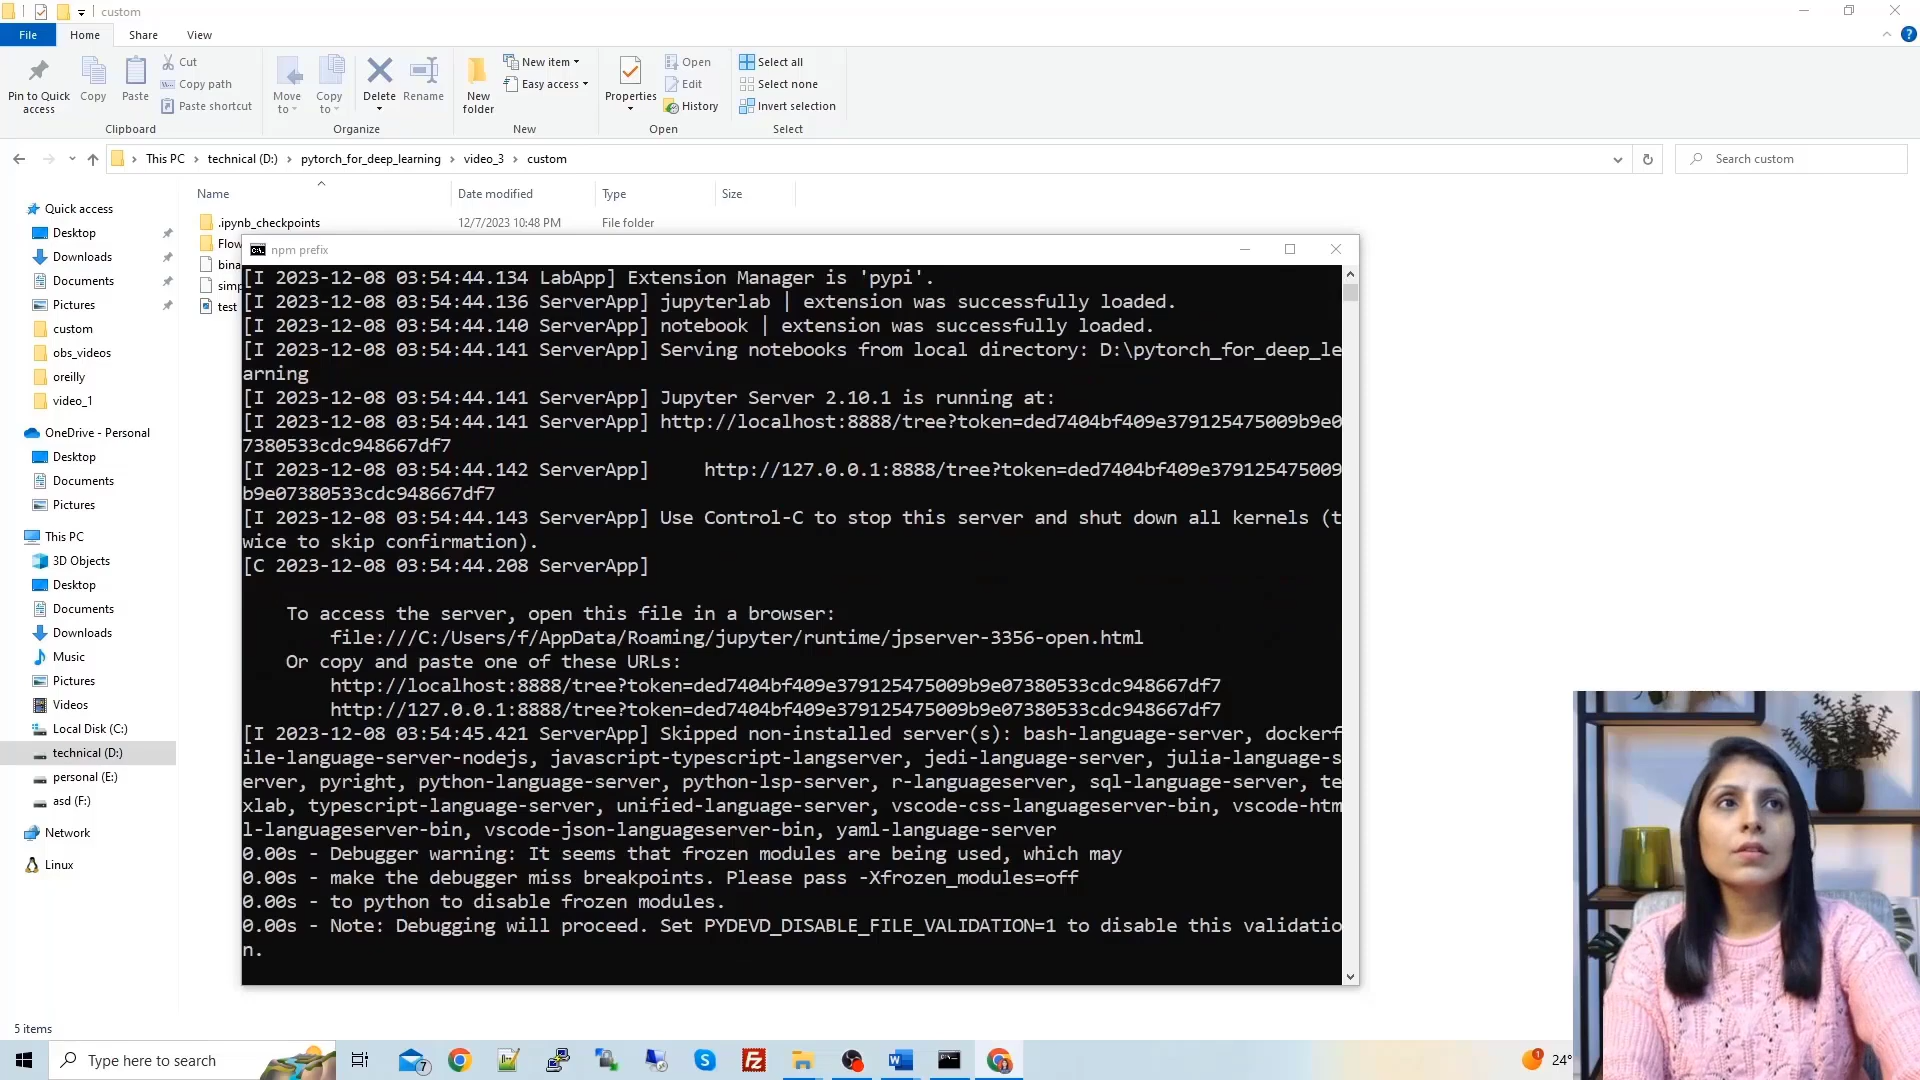 custom
File
Home
Share
View
Pin to Quick access
Copy
Paste
Cut
Copy path
Paste shortcut
Clipboard
Move to
Copy to
Delete
Rename
Organize
New folder
New item
Easy access
New
Properties
Open
Edit
History
Open
Select all
Select none
Invert selection
Select
This PC > technical (D:) > pytorch_for_deep_learning > video_3 > custom
Search custom
Name
Date modified
Type
Size
.ipynb_checkpoints
12/7/2023 10:48 PM
File folder
Flow
bina
simp
test
Quick access
Desktop
Downloads
Documents
Pictures
custom
obs_videos
oreilly
video_1
OneDrive - Personal
Desktop
Documents
Pictures
This PC
3D Objects
Desktop
Documents
Downloads
Music
Pictures
Videos
Local Disk (C:)
technical (D:)
personal (E:)
asd (F:)
Network
Linux
npm prefix
[I 2023-12-08 03:54:44.134 LabApp] Extension Manager is 'pypi'.
[I 2023-12-08 03:54:44.136 ServerApp] jupyterlab | extension was successfully loaded.
[I 2023-12-08 03:54:44.140 ServerApp] notebook | extension was successfully loaded.
[I 2023-12-08 03:54:44.141 ServerApp] Serving notebooks from local directory: D:\pytorch_for_deep_le
arning
[I 2023-12-08 03:54:44.141 ServerApp] Jupyter Server 2.10.1 is running at:
[I 2023-12-08 03:54:44.141 ServerApp] http://localhost:8888/tree?token=ded7404bf409e379125475009b9e0
7380533cdc948667df7
[I 2023-12-08 03:54:44.142 ServerApp]     http://127.0.0.1:8888/tree?token=ded7404bf409e379125475009
b9e07380533cdc948667df7
[I 2023-12-08 03:54:44.143 ServerApp] Use Control-C to stop this server and shut down all kernels (t
wice to skip confirmation).
[C 2023-12-08 03:54:44.208 ServerApp]
To access the server, open this file in a browser:
file:///C:/Users/f/AppData/Roaming/jupyter/runtime/jpserver-3356-open.html
Or copy and paste one of these URLs:
http://localhost:8888/tree?token=ded7404bf409e379125475009b9e07380533cdc948667df7
http://127.0.0.1:8888/tree?token=ded7404bf409e379125475009b9e07380533cdc948667df7
[I 2023-12-08 03:54:45.421 ServerApp] Skipped non-installed server(s): bash-language-server, dockerf
ile-language-server-nodejs, javascript-typescript-langserver, jedi-language-server, julia-language-s
erver, pyright, python-language-server, python-lsp-server, r-languageserver, sql-language-server, te
xlab, typescript-language-server, unified-language-server, vscode-css-languageserver-bin, vscode-htm
l-languageserver-bin, vscode-json-languageserver-bin, yaml-language-server
0.00s - Debugger warning: It seems that frozen modules are being used, which may
0.00s - make the debugger miss breakpoints. Please pass -Xfrozen_modules=off
0.00s - to python to disable frozen modules.
0.00s - Note: Debugging will proceed. Set PYDEVD_DISABLE_FILE_VALIDATION=1 to disable this validatio
n.
5 items
Type here to search
7
1
24°